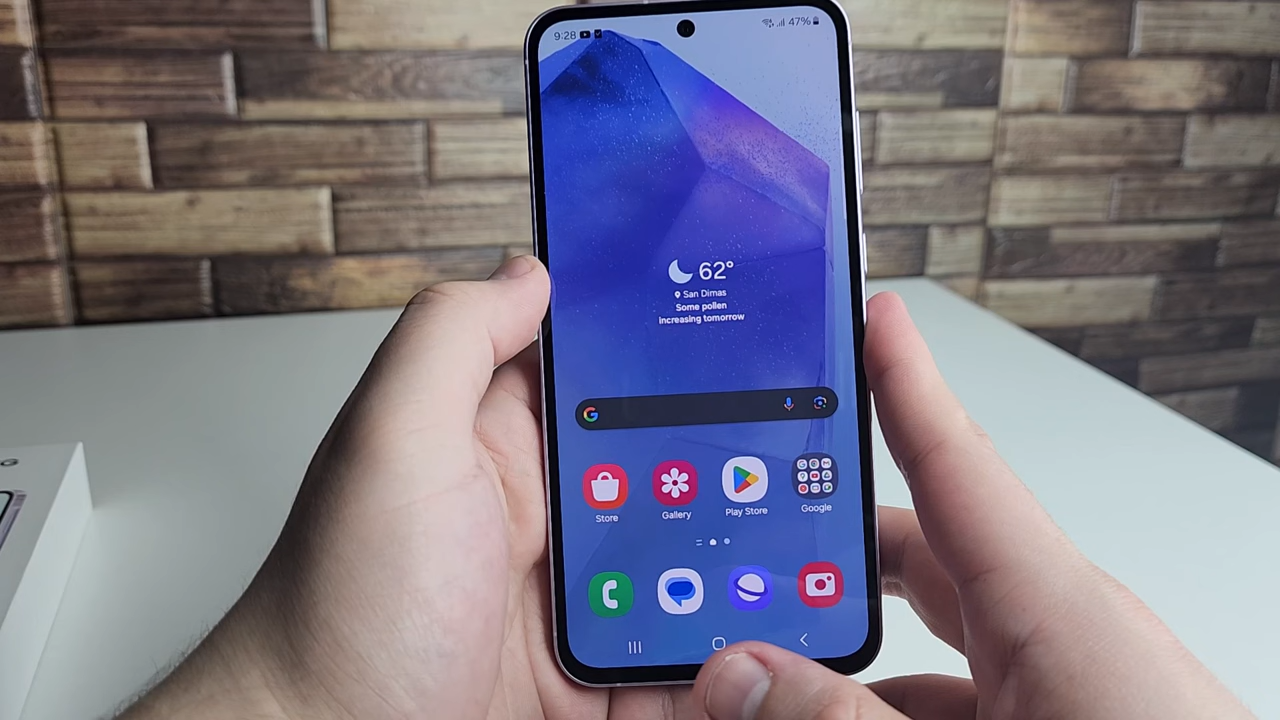 9:28
47%
62°
San Dimas
Some pollen
increasing tomorrow
G
Store
Gallery
Play Store
Google